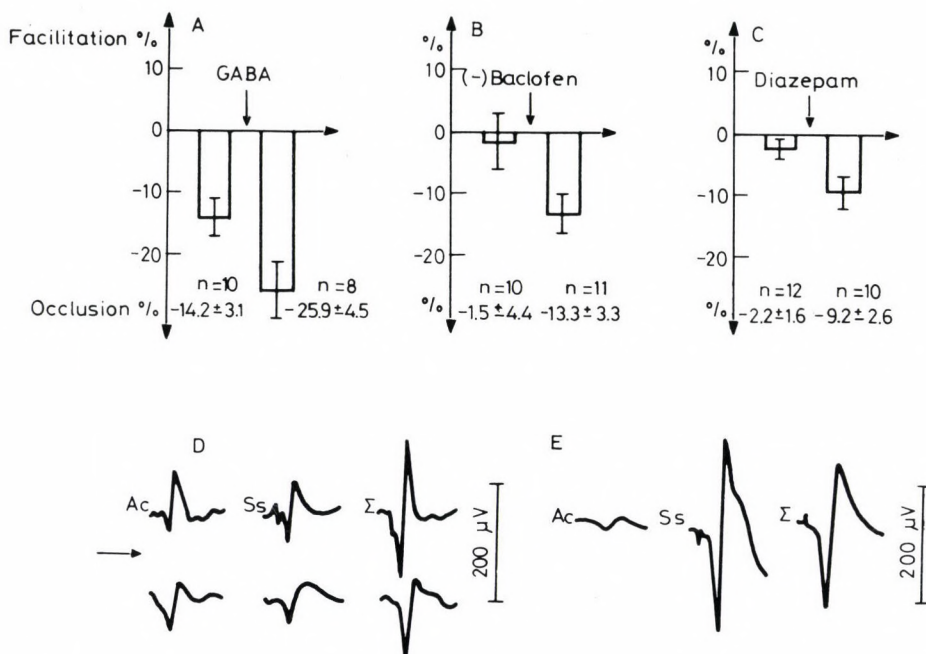 A
Facilitation %
10
GABA
0
-10
-20
n=10 n=8
Occlusion % -14.2±3.1 -25.9±4.5
B
%
10
(-)Baclofen
0
-10
-20
n=10 n=11
% -1.5±4.4 -13.3±3.3
C
%
10
Diazepam
0
-10
-20
n=12 n=10
% -2.2±1.6 -9.2±2.6
D
Ac Ss Σ
200 μV
E
Ac Ss Σ
200 μV